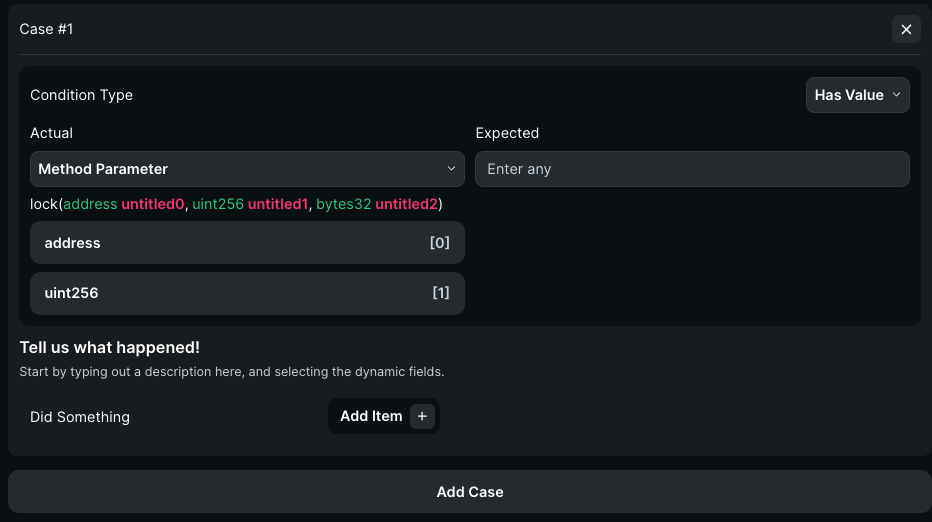 Case #1
Condition Type
Has Value
Actual
Expected
Method Parameter
Enter any
lock(address untitled0, uint256 untitled1, bytes32 untitled2)
address [0]
uint256 [1]
Tell us what happened!
Start by typing out a description here, and selecting the dynamic fields.
Did Something
Add Item +
Add Case